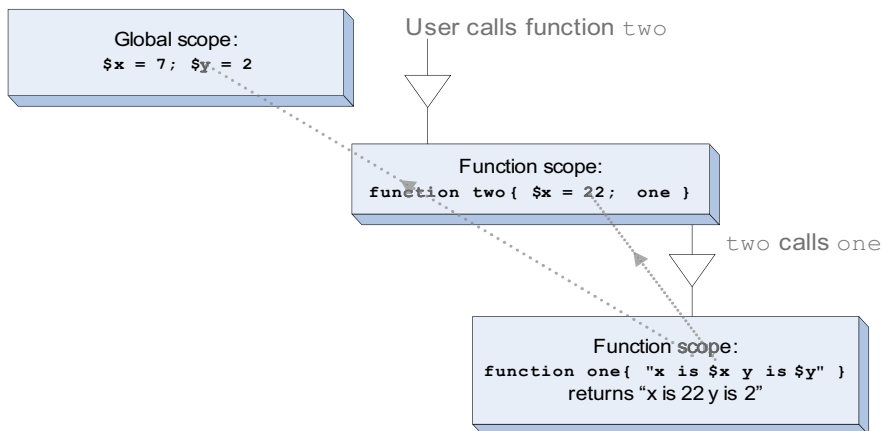 Global scope:
$x = 7; $y = 2
User calls function two
Function scope:
function two{ $x = 22; one }
two calls one
Function scope:
function one{ "x is $x y is $y" }
returns “x is 22 y is 2”